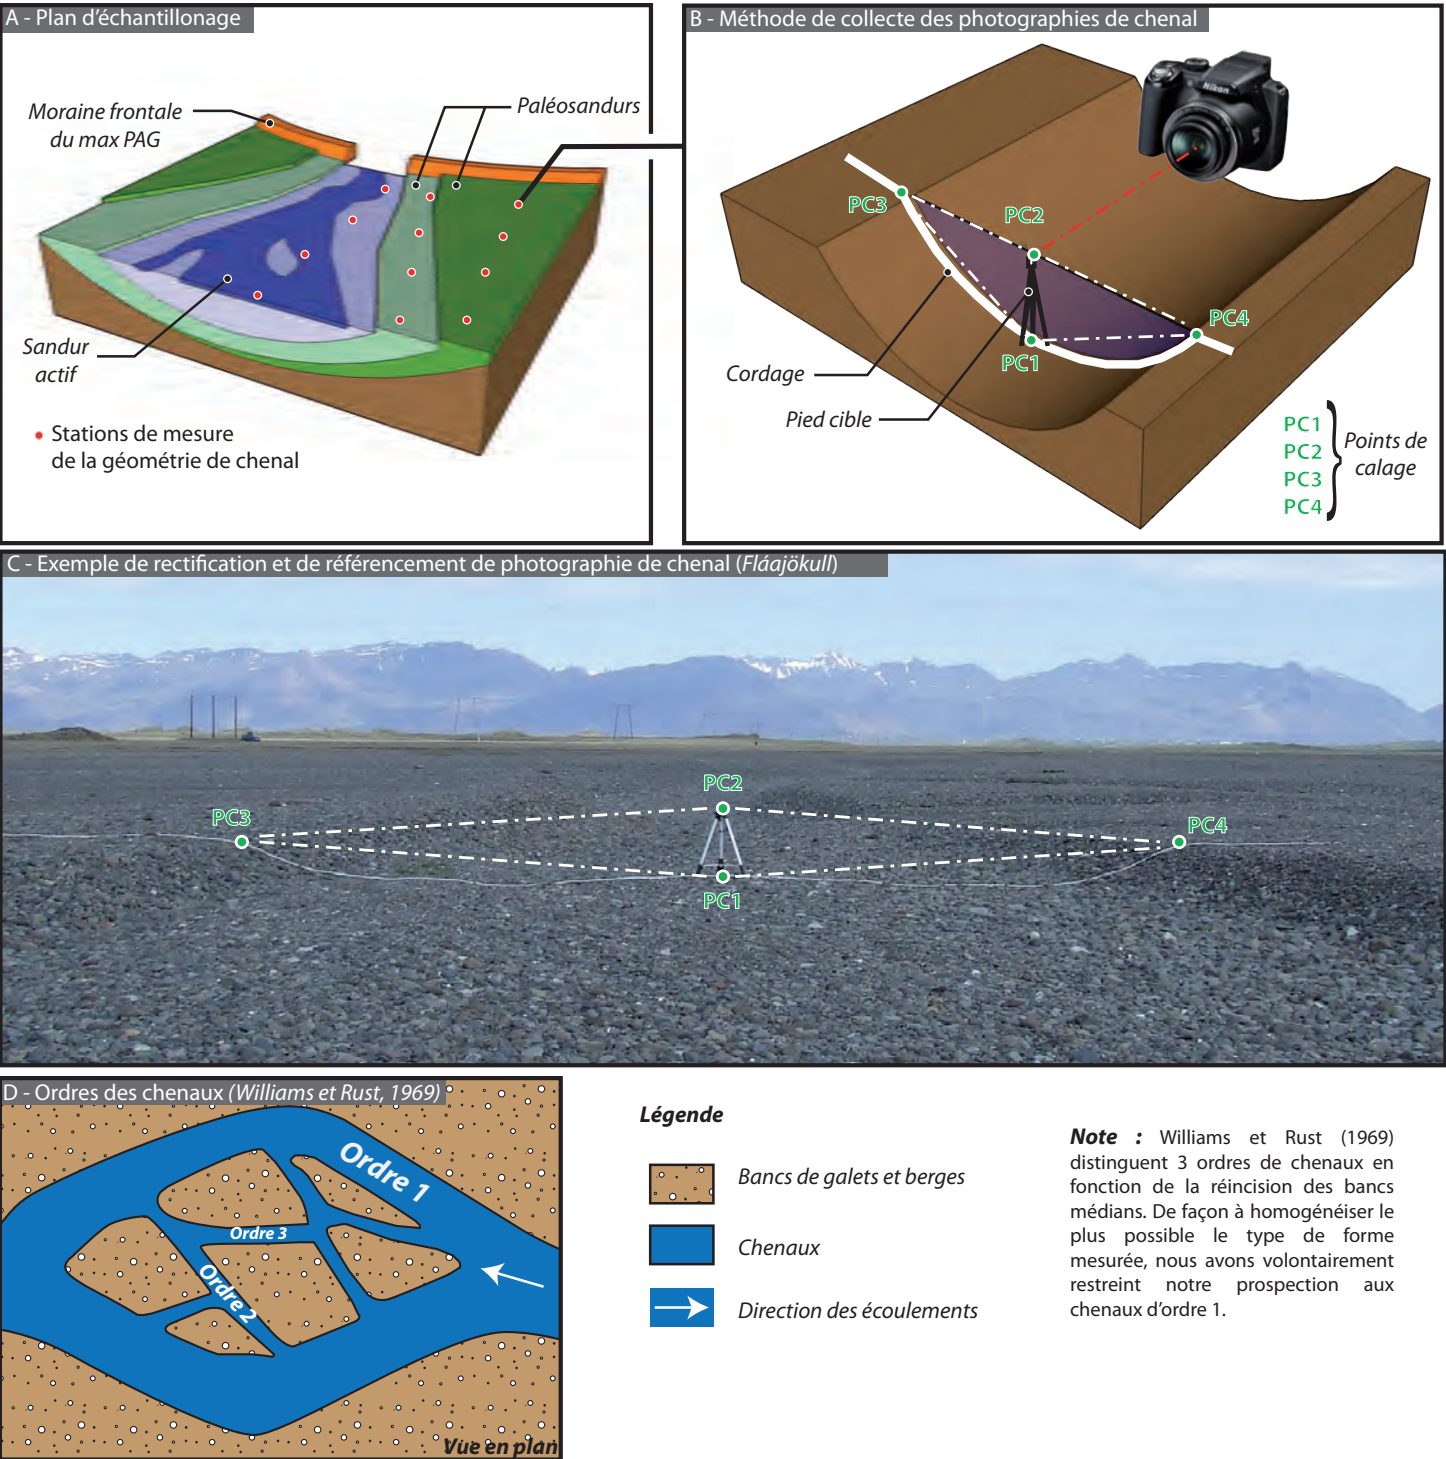 A - Plan d'échantillonage
Moraine frontale
du max PAG
Paléosandurs
Sandur
actif
Stations de mesure
de la géométrie de chenal
B - Méthode de collecte des photographies de chenal
Nikon
PC3
PC2
PC4
PC1
Cordage
Pied cible
PC1
PC2
PC3
PC4
Points de
calage
C - Exemple de rectification et de référencement de photographie de chenal (Fláajökull)
PC2
PC3
PC4
PC1
D - Ordres des chenaux (Williams et Rust, 1969)
Ordre 1
Ordre 3
Ordre 2
Vue en plan
Légende
Bancs de galets et berges
Chenaux
Direction des écoulements
Note : Williams et Rust (1969)
distinguent 3 ordres de chenaux en
fonction de la réincision des bancs
médians. De façon à homogénéiser le
plus possible le type de forme
mesurée, nous avons volontairement
restreint notre prospection aux
chenaux d'ordre 1.